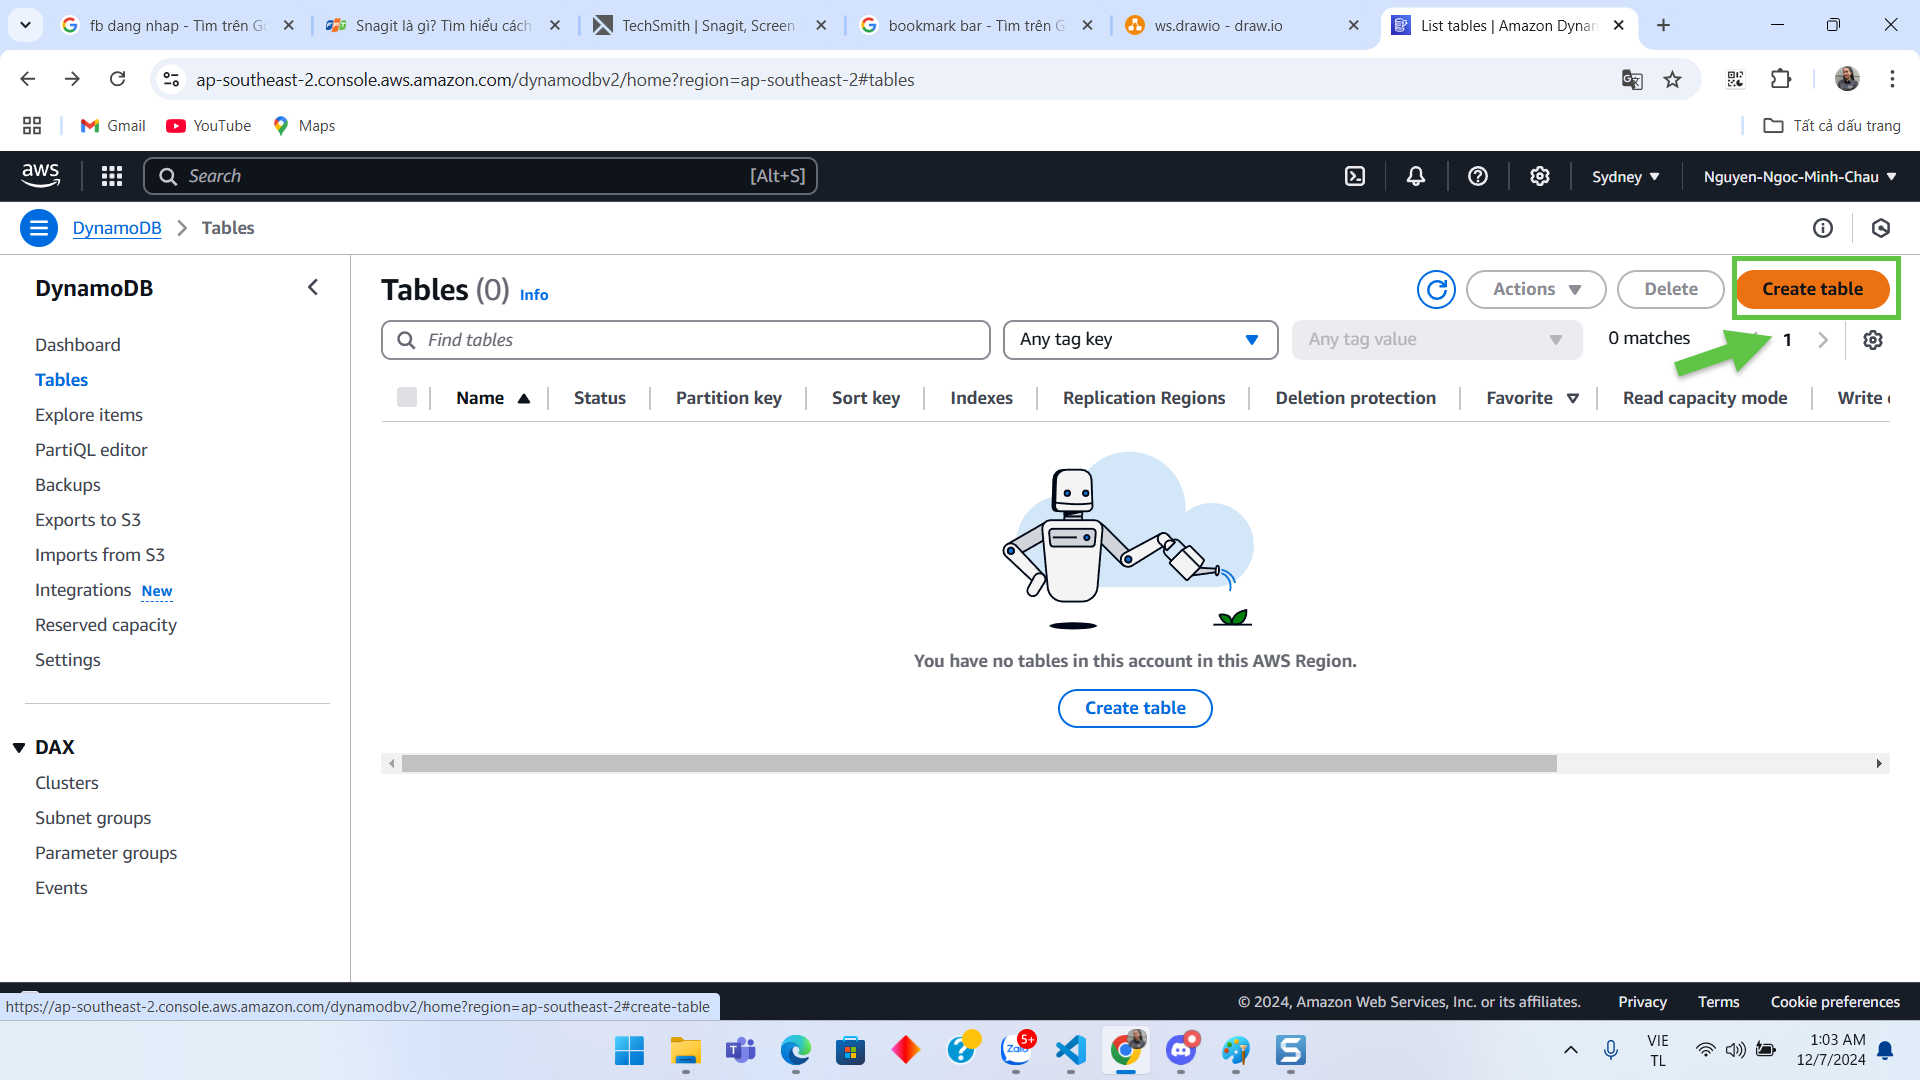 fb dang nhap - Tìm trên Go
Snagit là gì? Tìm hiểu cách
TechSmith | Snagit, Screen
bookmark bar - Tìm trên G
ws.drawio - draw.io
List tables | Amazon Dynam
ap-southeast-2.console.aws.amazon.com/dynamodbv2/home?region=ap-southeast-2#tables
Gmail
YouTube
Maps
Tất cả dấu trang
aws
Search
[Alt+S]
Sydney
Nguyen-Ngoc-Minh-Chau
DynamoDB
Tables
DynamoDB
Dashboard
Tables
Explore items
PartiQL editor
Backups
Exports to S3
Imports from S3
Integrations New
Reserved capacity
Settings
DAX
Clusters
Subnet groups
Parameter groups
Events
Tables (0) Info
Actions
Delete
Create table
Find tables
Any tag key
Any tag value
0 matches
1
Name
Status
Partition key
Sort key
Indexes
Replication Regions
Deletion protection
Favorite
Read capacity mode
Write
You have no tables in this account in this AWS Region.
Create table
https://ap-southeast-2.console.aws.amazon.com/dynamodbv2/home?region=ap-southeast-2#create-table
© 2024, Amazon Web Services, Inc. or its affiliates.
Privacy
Terms
Cookie preferences
Zalo
5+
VIE
TL
1:03 AM
12/7/2024